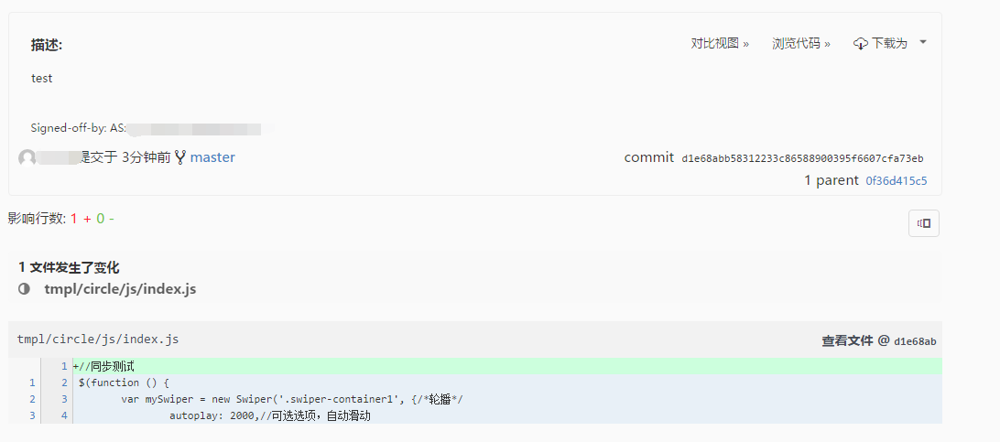 描述:
对比视图 » 浏览代码 » 下载为
test
Signed-off-by: AS:
提交于 3分钟前 master
commit d1e68abb58312233c86588900395f6607cfa73eb
1 parent 0f36d415c5
影响行数: 1 + 0 -
1 文件发生了变化
tmpl/circle/js/index.js
tmpl/circle/js/index.js 查看文件 @ d1e68ab
1 +//同步测试
1 2 $(function () {
2 3 var mySwiper = new Swiper('.swiper-container1', {/*轮播*/
3 4 autoplay: 2000,//可选选项，自动滑动